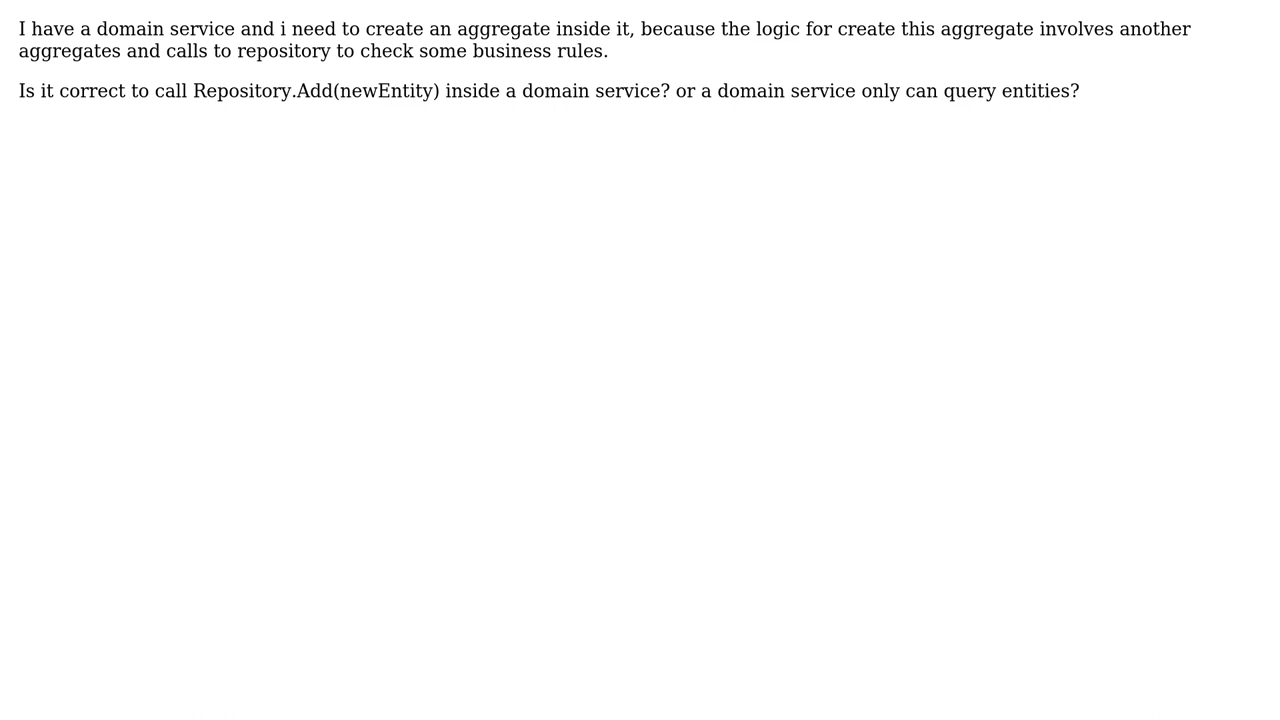 I have a domain service and i need to create an aggregate inside it, because the logic for create this aggregate involves another
aggregates and calls to repository to check some business rules.
Is it correct to call Repository.Add(newEntity) inside a domain service? or a domain service only can query entities?